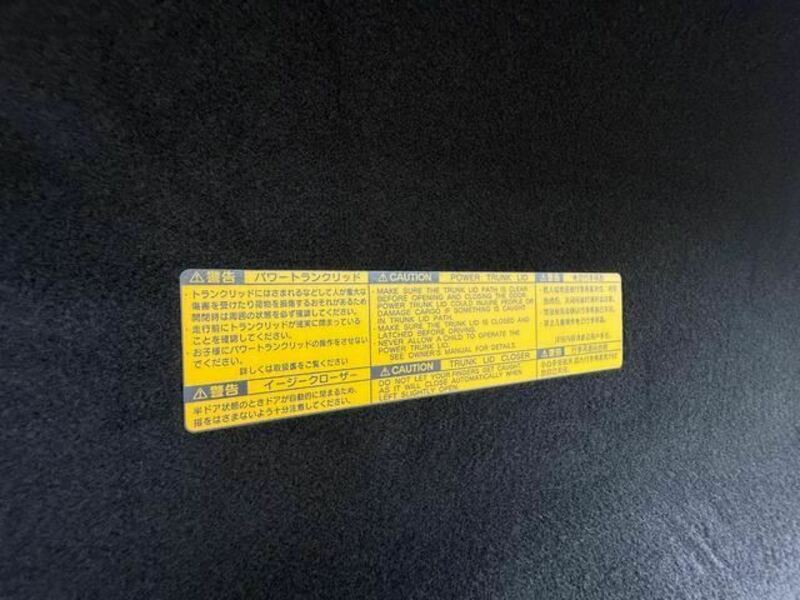 ⚠警告 パワートランクリッド
・トランクリッドにはさまれるなどして人が重大な
傷害を受けたり荷物を損傷するおそれがあるため
開閉時は周囲の状態を必ず確認してください。
・走行前にトランクリッドが確実に閉まっている
ことを確認してください。
・お子様にパワートランクリッドの操作をさせない
でください。
詳しくは取扱書をご覧ください
⚠警告 イージークローザー
半ドア状態のときドアが自動的に閉まるため、
指をはさまないよう十分注意してください。
⚠CAUTION POWER TRUNK LID
・MAKE SURE THE TRUNK LID PATH IS CLEAR
BEFORE OPENING AND CLOSING THE DOOR.
POWER TRUNK LID COULD INJURE PEOPLE OR
DAMAGE CARGO IF SOMETHING IS CAUGHT
IN TRUNK LID PATH.
・MAKE SURE THE TRUNK LID IS CLOSED AND
LATCHED BEFORE DRIVING.
・NEVER ALLOW A CHILD TO OPERATE THE
POWER TRUNK LID.
SEE OWNER'S MANUAL FOR DETAILS.
⚠CAUTION TRUNK LID CLOSER
DO NOT LET YOUR FINGERS GET CAUGHT
AS IT WILL CLOSE AUTOMATICALLY WHEN
LEFT SLIGHTLY OPEN.
⚠警告
⚠警告